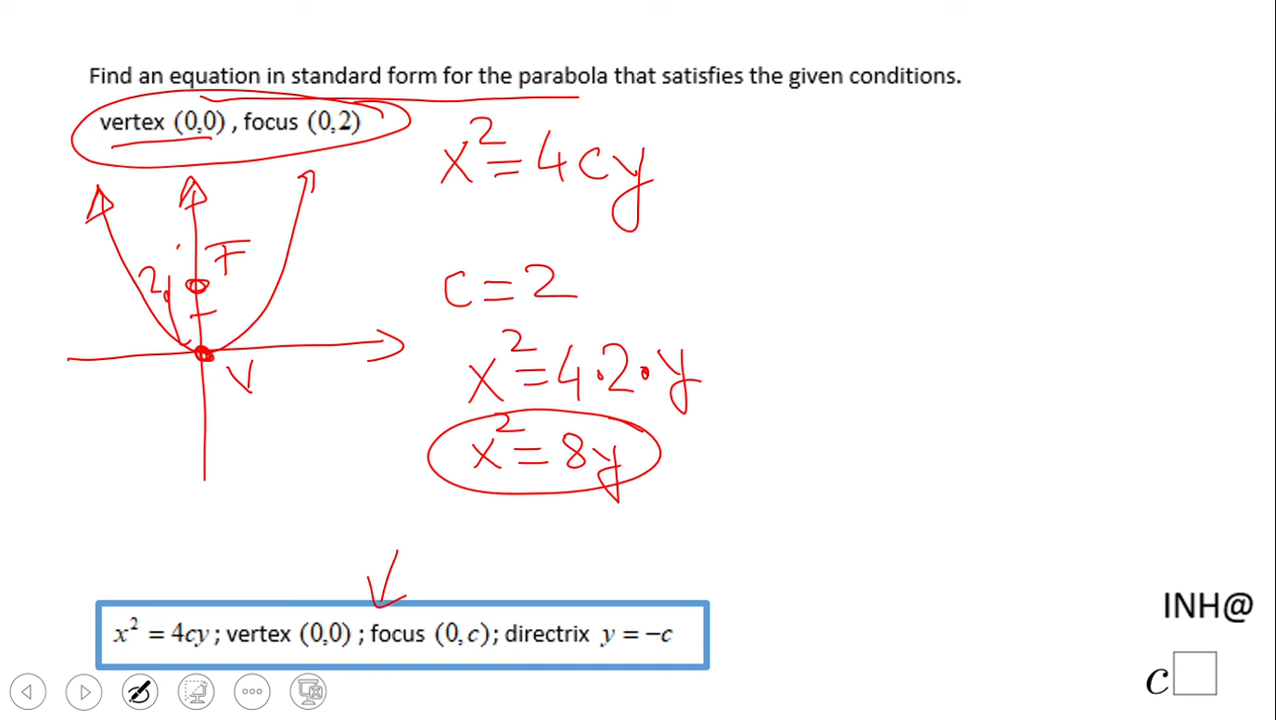 Find an equation in standard form for the parabola that satisfies the given conditions.
vertex (0,0) , focus (0,2)
x² = 4cy
F
2
c = 2
V
x² = 4·2·y
x² = 8y
x² = 4cy ; vertex (0,0) ; focus (0, c); directrix y = −c
INH@
c